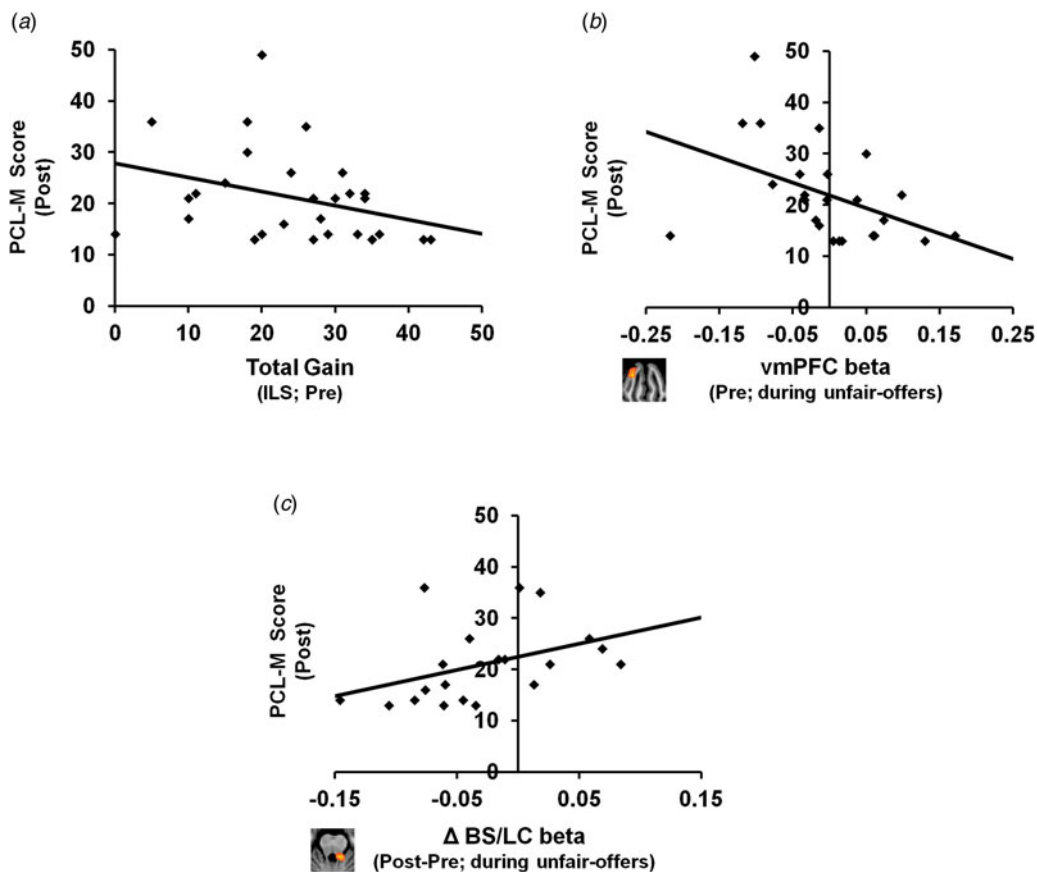 (a)
50
40
30
20
10
0
PCL-M Score
(Post)
0 10 20 30 40 50
Total Gain
(ILS; Pre)
(b)
50
40
30
20
10
0
PCL-M Score
(Post)
-0.25 -0.15 -0.05 0.05 0.15 0.25
vmPFC beta
(Pre; during unfair-offers)
(c)
50
40
30
20
10
0
PCL-M Score
(Post)
-0.15 -0.05 0.05 0.15
Δ BS/LC beta
(Post-Pre; during unfair-offers)